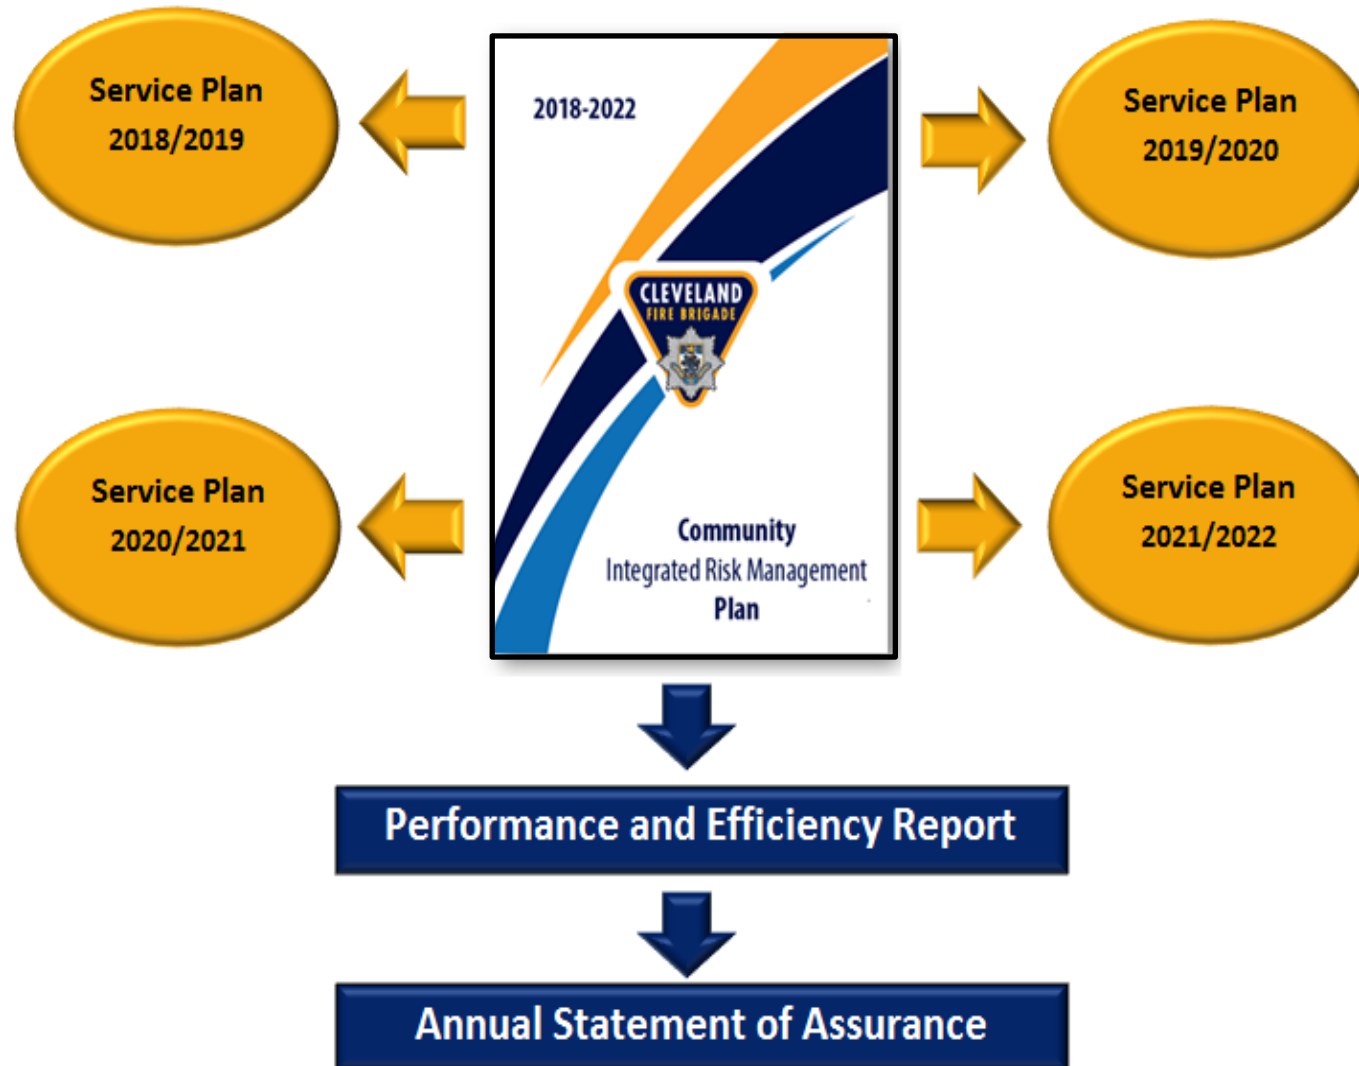 Service Plan
2018/2019
2018-2022
Service Plan
2019/2020
CLEVELAND
FIRE BRIGADE
Service Plan
2020/2021
Community
Integrated Risk Management
Plan
Service Plan
2021/2022
Performance and Efficiency Report
Annual Statement of Assurance